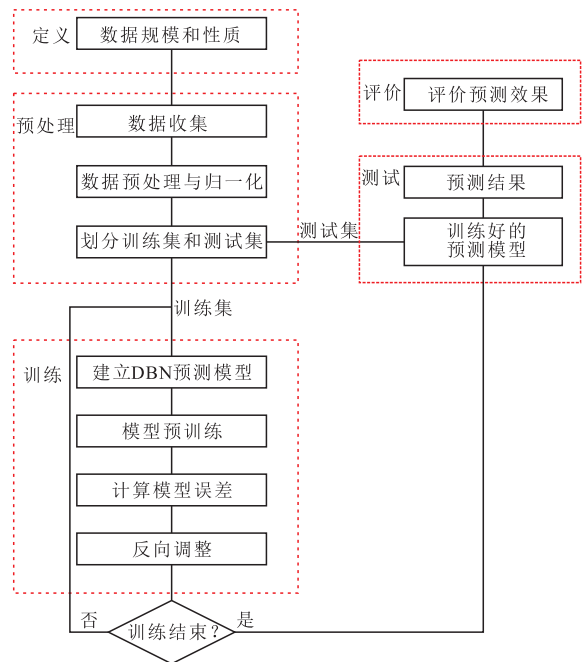 定义
数据规模和性质
预处理
数据收集
数据预处理与归一化
划分训练集和测试集
测试集
评价
评价预测效果
测试
预测结果
训练好的
预测模型
训练集
训练
建立DBN预测模型
模型预训练
计算模型误差
反向调整
否
训练结束?
是